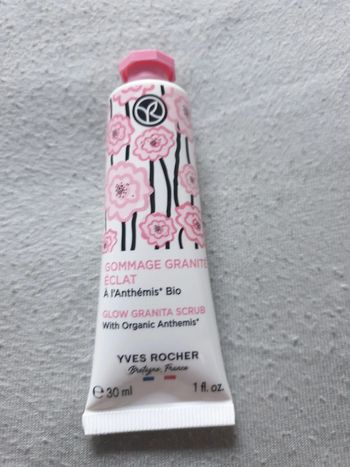 GOMMAGE GRANITÉ
ÉCLAT
À l'Anthémis* Bio
GLOW GRANITA SCRUB
With Organic Anthemis*
YVES ROCHER
Bretagne, France
℮ 30 ml 1 fl. oz.